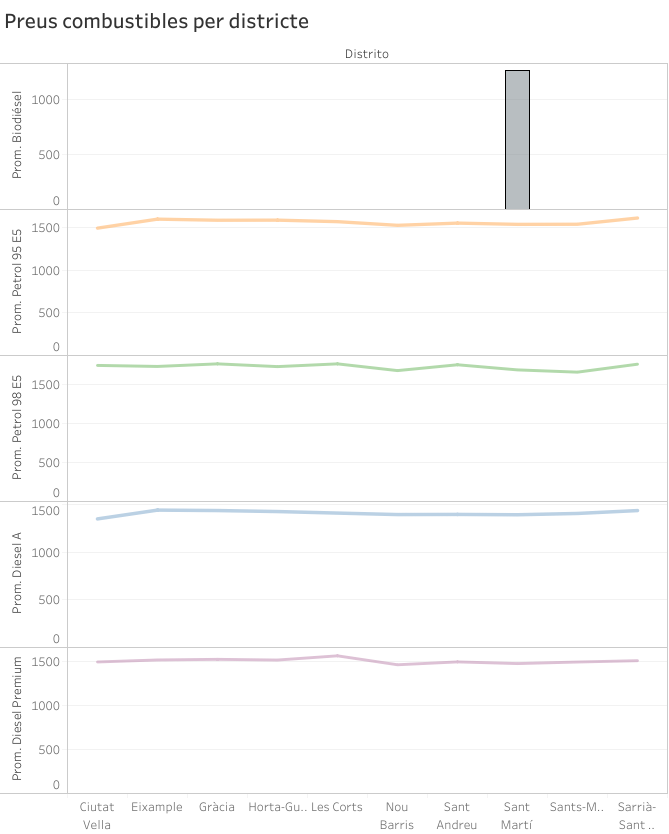 Preus combustibles per districte
Distrito
Prom. Biodiésel
1000
500
0
Prom. Petrol 95 E5
1500
1000
500
0
Prom. Petrol 98 E5
1500
1000
500
0
Prom. Diesel A
1500
1000
500
0
Prom. Diesel Premium
1500
1000
500
0
Ciutat Vella
Eixample
Gràcia
Horta-Gu..
Les Corts
Nou Barris
Sant Andreu
Sant Martí
Sants-M..
Sarrià-Sant ..